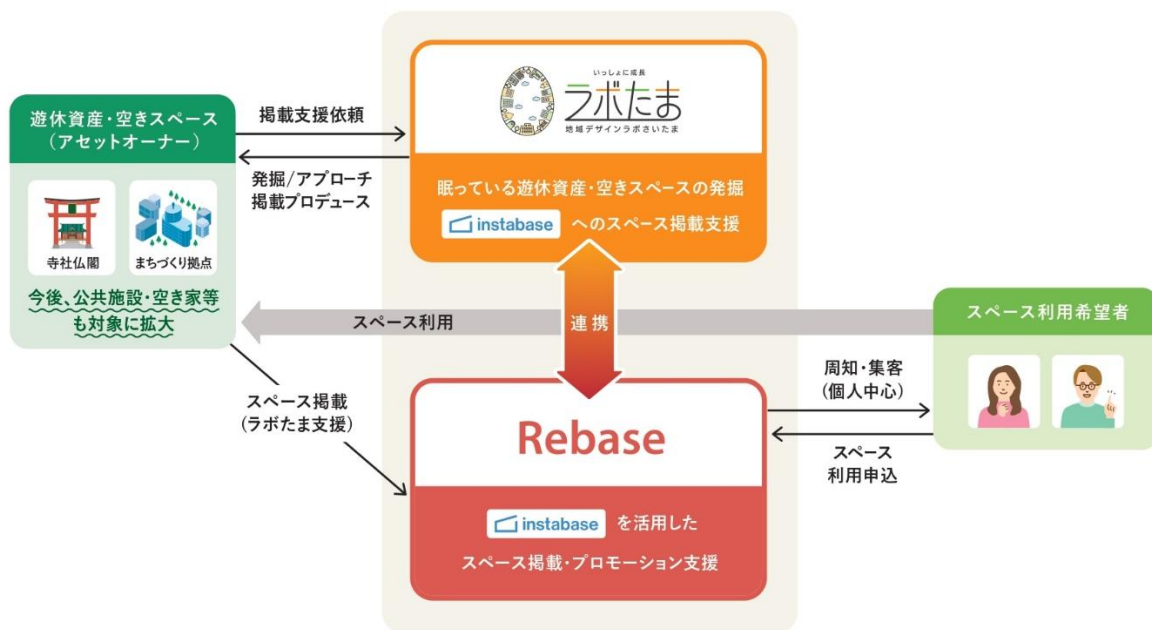 遊休資産・空きスペース
(アセットオーナー)
寺社仏閣
まちづくり拠点
今後、公共施設・空き家等
も対象に拡大
掲載支援依頼
発掘/アプローチ
掲載プロデュース
いっしょに成長
ラボたま
地域デザインラボさいたま
眠っている遊休資産・空きスペースの発掘
instabase へのスペース掲載支援
スペース利用
連携
スペース利用希望者
スペース掲載
(ラボたま支援)
周知・集客
(個人中心)
スペース
利用申込
Rebase
instabase を活用した
スペース掲載・プロモーション支援